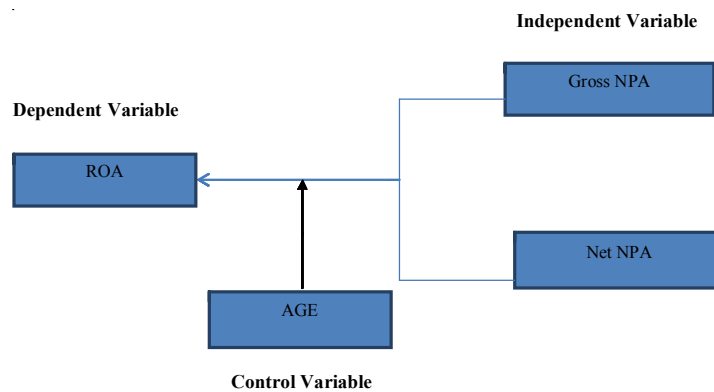 Independent Variable
Gross NPA
Dependent Variable
ROA
Net NPA
AGE
Control Variable